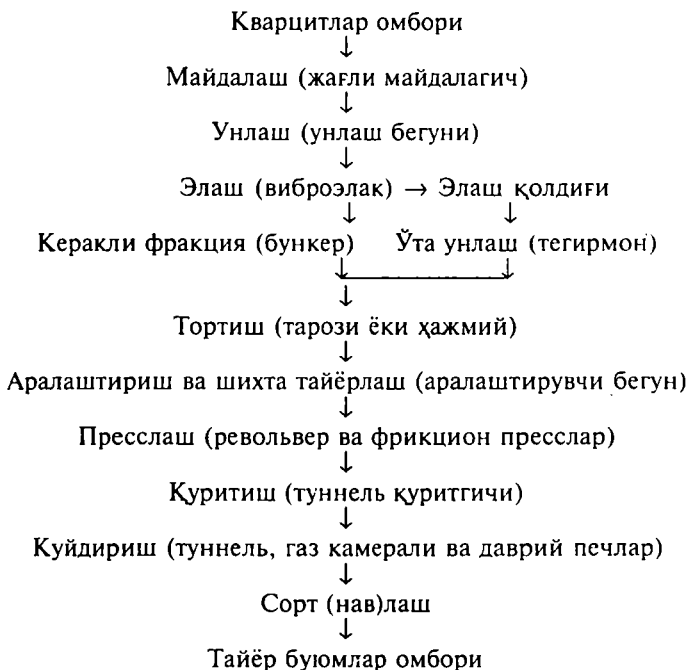 Кварцитлар омбори
↓
Майдалаш (жағли майдалагич)
↓
Унлаш (унлаш бегуни)
↓
Элаш (виброэлак) → Элаш қолдиғи
↓ ↓
Керакли фракция (бункер) Ўта унлаш (тегирмон)
↓ ↓
↓
Тортиш (тарози ёки ҳажмий)
↓
Аралаштириш ва шихта тайёрлаш (аралаштирувчи бегун)
↓
Пресслаш (револьвер ва фрикцион пресслар)
↓
Қуритиш (туннель қуритгичи)
↓
Куйдириш (туннель, газ камерали ва даврий печлар)
↓
Сорт (нав)лаш
↓
Тайёр буюмлар омбори